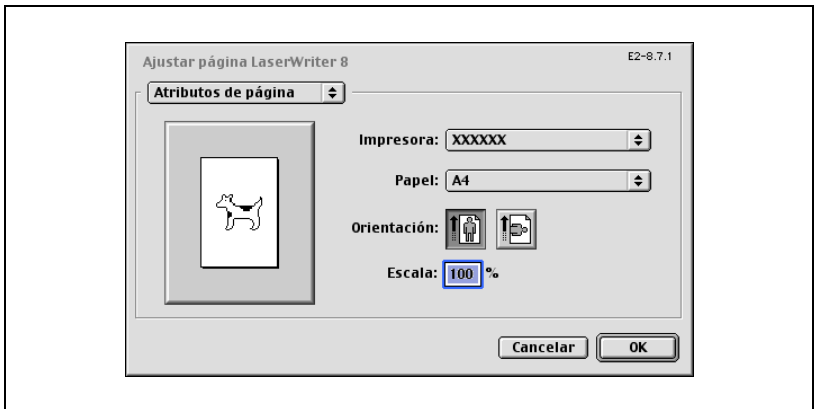 Ajustar página LaserWriter 8
E2-8.7.1
Atributos de página
Impresora: XXXXXX
Papel: A4
Orientación:
Escala: 100 %
Cancelar
OK